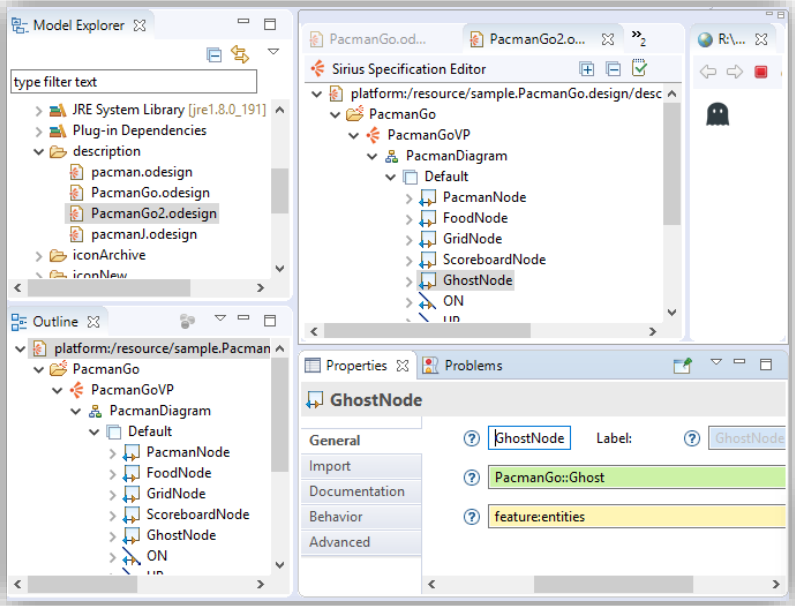 Model Explorer
type filter text
JRE System Library [jre1.8.0_191]
Plug-in Dependencies
description
pacman.odesign
PacmanGo.odesign
PacmanGo2.odesign
pacmanJ.odesign
iconArchive
iconNew
Outline
platform:/resource/sample.Pacman
PacmanGo
PacmanGoVP
PacmanDiagram
Default
PacmanNode
FoodNode
GridNode
ScoreboardNode
GhostNode
ON
UP
PacmanGo.od...
PacmanGo2.o...
»2
R:\...
Sirius Specification Editor
platform:/resource/sample.PacmanGo.design/desc
PacmanGo
PacmanGoVP
PacmanDiagram
Default
PacmanNode
FoodNode
GridNode
ScoreboardNode
GhostNode
ON
UP
Properties Problems
GhostNode
General
Import
Documentation
Behavior
Advanced
? GhostNode Label: ? GhostNode
? PacmanGo::Ghost
? feature:entities